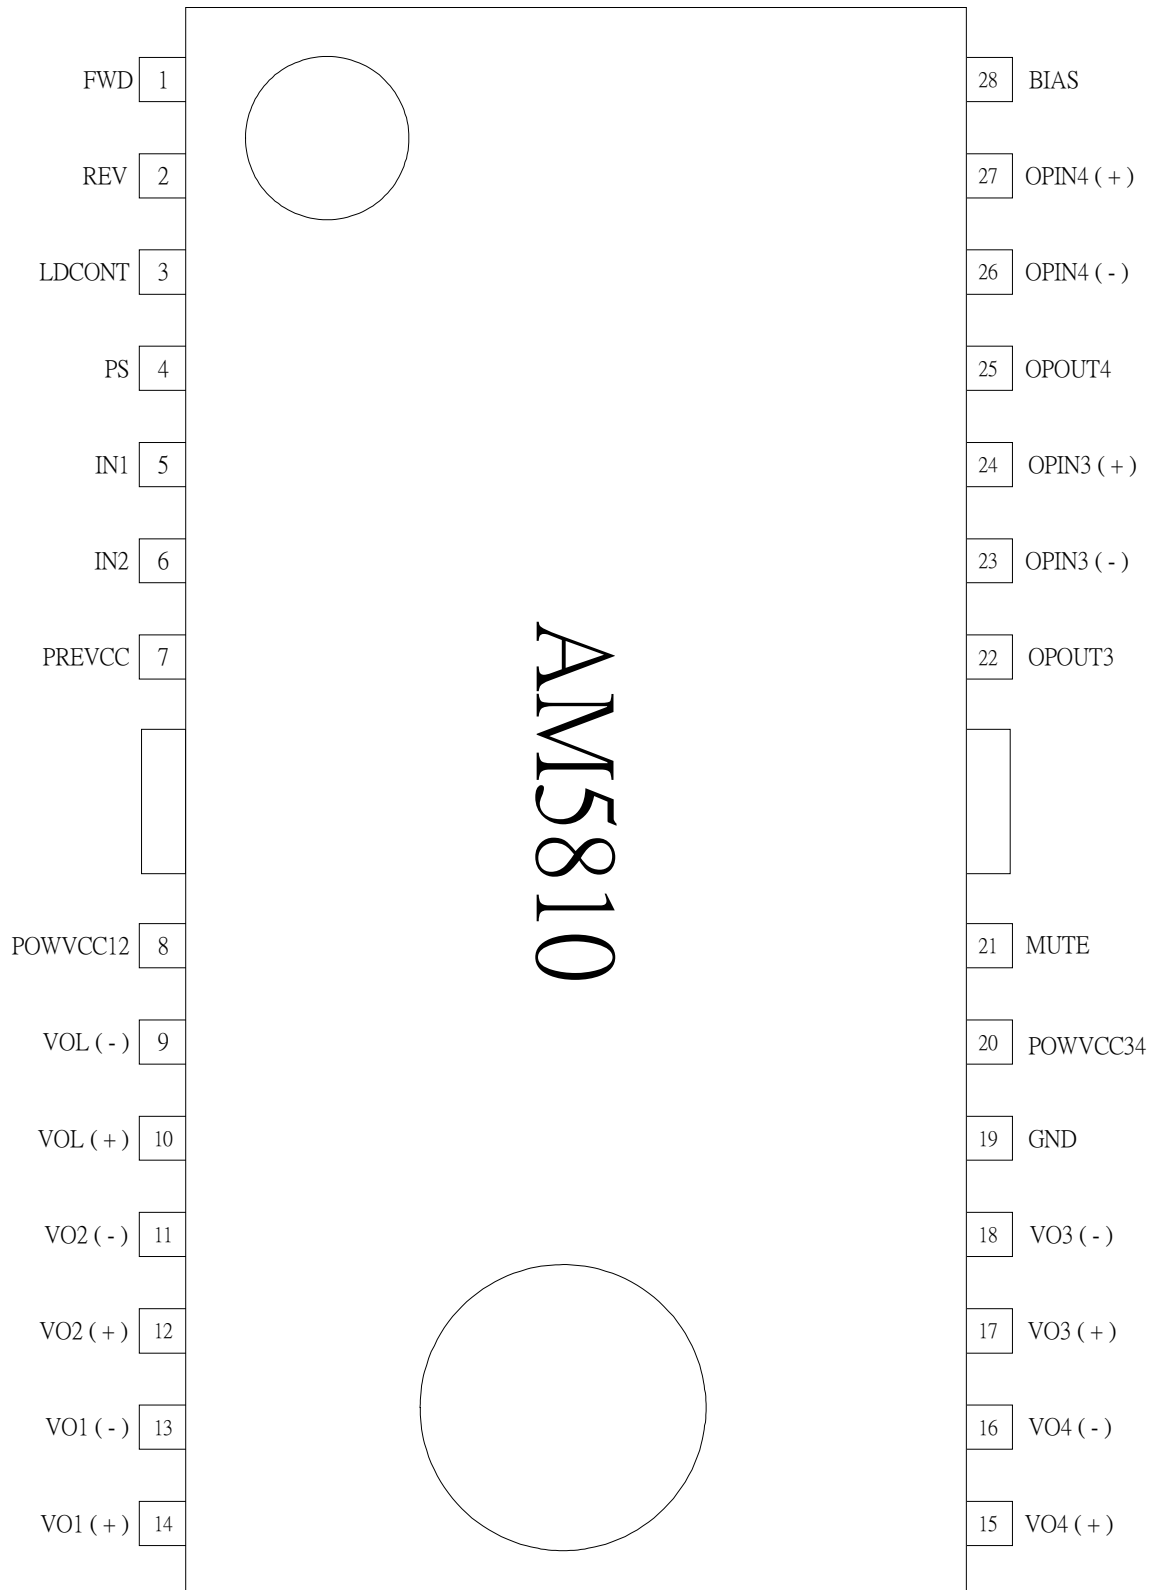 FWD 1
REV 2
LDCONT 3
PS 4
IN1 5
IN2 6
PREVCC 7
POWVCC12 8
VOL ( - ) 9
VOL ( + ) 10
VO2 ( - ) 11
VO2 ( + ) 12
VO1 ( - ) 13
VO1 ( + ) 14
AM5810
28 BIAS
27 OPIN4 ( + )
26 OPIN4 ( - )
25 OPOUT4
24 OPIN3 ( + )
23 OPIN3 ( - )
22 OPOUT3
21 MUTE
20 POWVCC34
19 GND
18 VO3 ( - )
17 VO3 ( + )
16 VO4 ( - )
15 VO4 ( + )